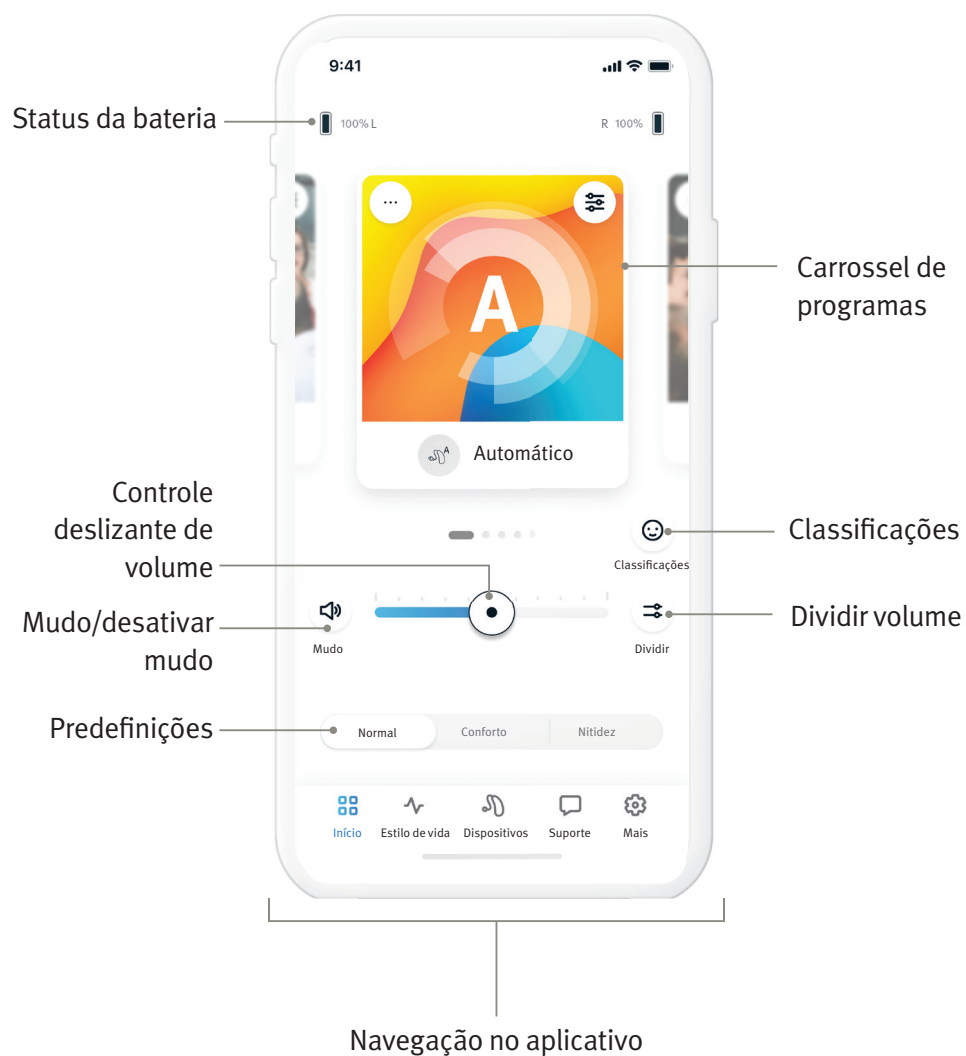 9:41
Status da bateria
100% L
R 100%
...
A
Carrossel de
programas
A
Automático
Controle
deslizante de
volume
Classificações
Classificações
Mudo/desativar
mudo
Mudo
Dividir volume
Dividir
Predefinições
Normal
Conforto
Nitidez
Início
Estilo de vida
Dispositivos
Suporte
Mais
Navegação no aplicativo